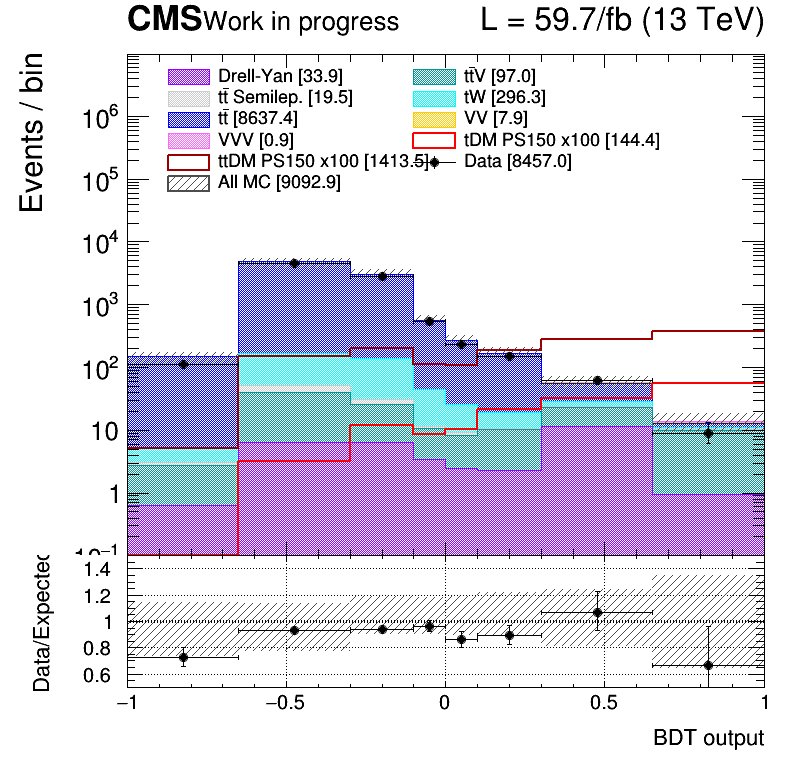 CMS Work in progress L = 59.7/fb (13 TeV)
Events / bin
Drell-Yan [33.9] tt̄V [97.0]
tt̄ Semilep. [19.5] tW [296.3]
tt̄ [8637.4] VV [7.9]
VVV [0.9] tDM PS150 x100 [144.4]
ttDM PS150 x100 [1413.5] Data [8457.0]
All MC [9092.9]
10⁶
10⁵
10⁴
10³
10²
10
1
10⁻¹
Data/Expected
1.4
1.2
1
0.8
0.6
−1 −0.5 0 0.5 1
BDT output